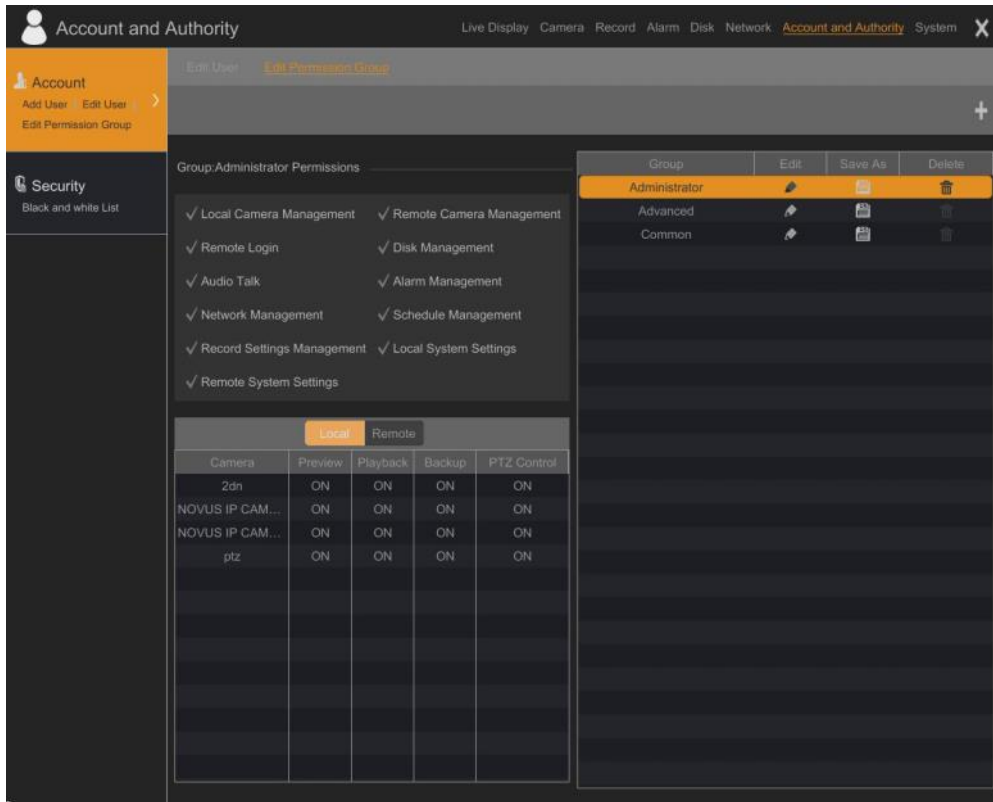 Account and Authority
Live Display Camera Record Alarm Disk Network Account and Authority System X
Account
Add User Edit User
Edit Permission Group
Security
Black and white List
Edit User Edit Permission Group
+
Group:Administrator Permissions
Local Camera Management Remote Camera Management
Remote Login Disk Management
Audio Talk Alarm Management
Network Management Schedule Management
Record Settings Management Local System Settings
Remote System Settings
Local Remote
Camera Preview Playback Backup PTZ Control
2dn ON ON ON ON
NOVUS IP CAM... ON ON ON ON
NOVUS IP CAM... ON ON ON ON
ptz ON ON ON ON
Group Edit Save As Delete
Administrator
Advanced
Common